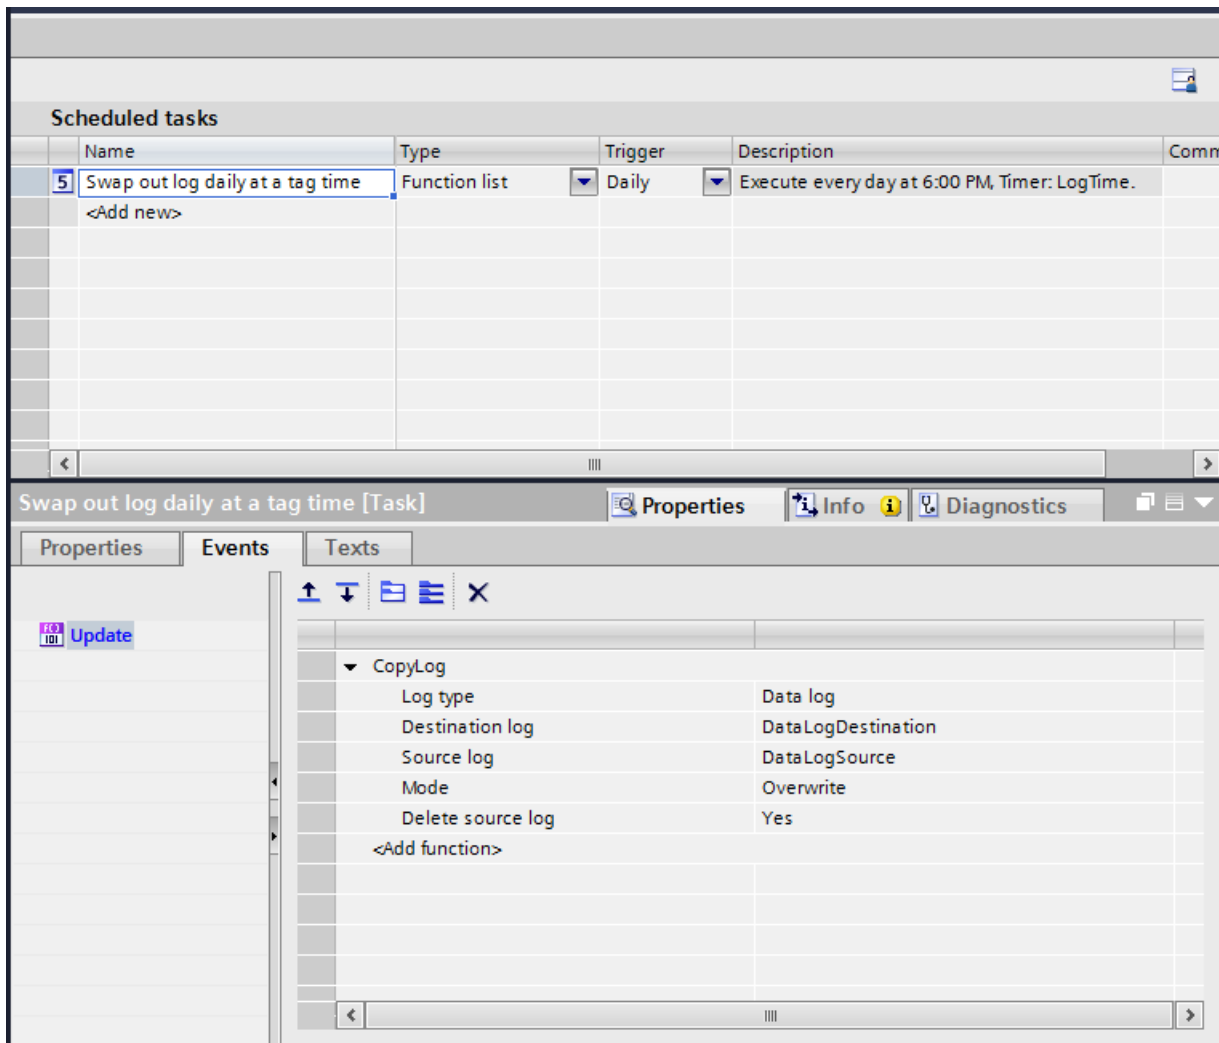 Scheduled tasks
Name Type Trigger Description Comm
5 Swap out log daily at a tag time Function list Daily Execute every day at 6:00 PM, Timer: LogTime.
<Add new>
Swap out log daily at a tag time [Task] Properties Info Diagnostics
Properties Events Texts
Update
CopyLog
Log type Data log
Destination log DataLogDestination
Source log DataLogSource
Mode Overwrite
Delete source log Yes
<Add function>